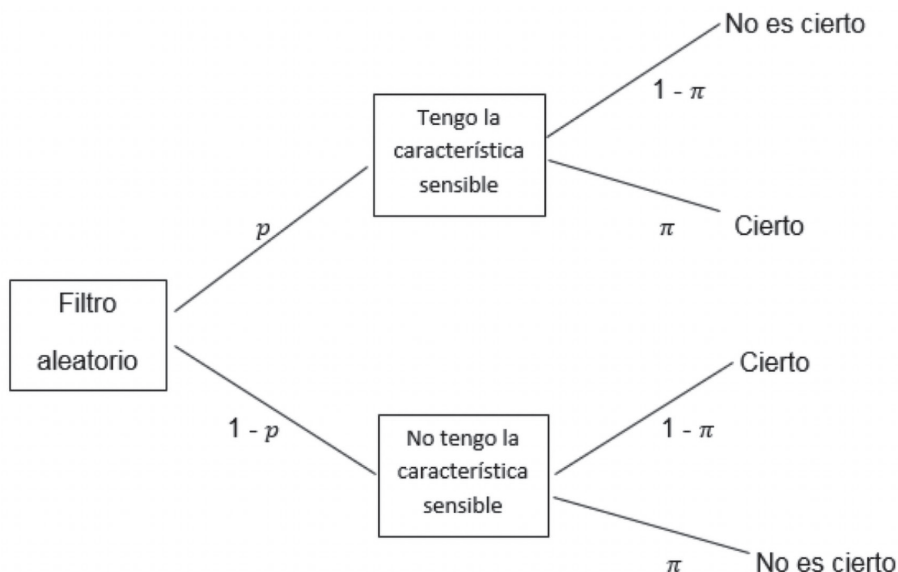 No es cierto
1 - π
Tengo la
característica
sensible
π
Cierto
p
Filtro
aleatorio
1 - p
Cierto
1 - π
No tengo la
característica
sensible
π
No es cierto